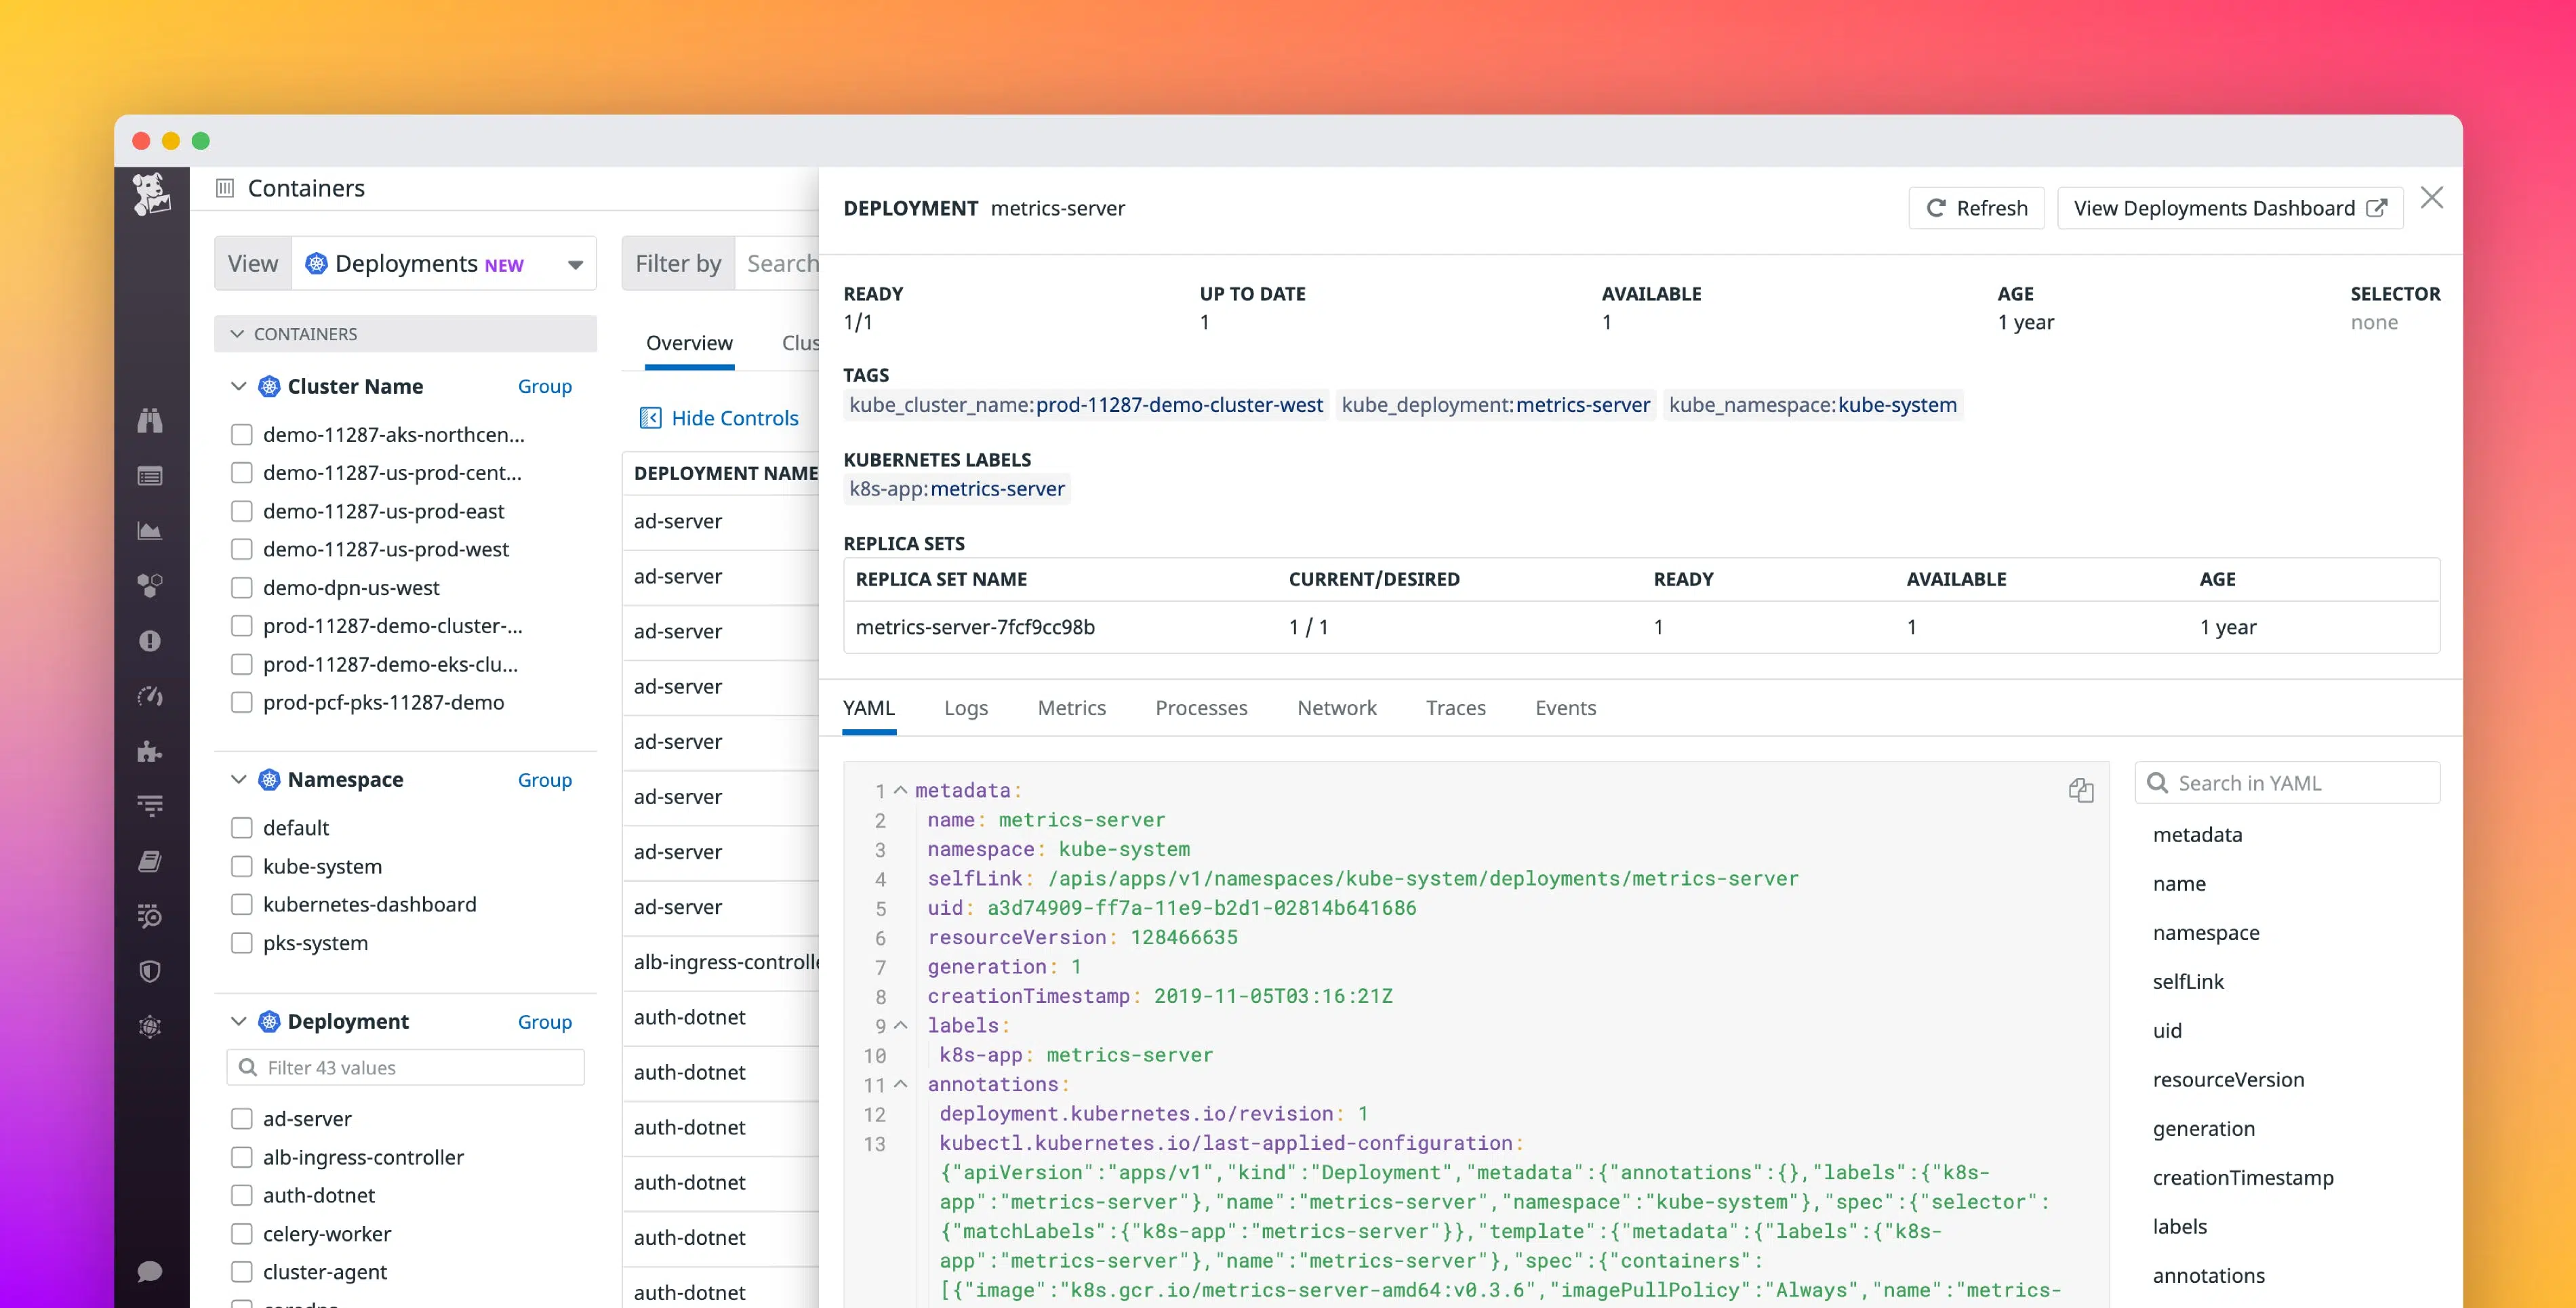 Containers
View Deployments NEW
Filter by Search
CONTAINERS
Cluster Name Group
demo-11287-aks-northcen...
demo-11287-us-prod-cent...
demo-11287-us-prod-east
demo-11287-us-prod-west
demo-dpn-us-west
prod-11287-demo-cluster-...
prod-11287-demo-eks-clu...
prod-pcf-pks-11287-demo
Namespace Group
default
kube-system
kubernetes-dashboard
pks-system
Deployment Group
Filter 43 values
ad-server
alb-ingress-controller
auth-dotnet
celery-worker
cluster-agent
Overview Clus
Hide Controls
DEPLOYMENT NAME
ad-server
ad-server
ad-server
ad-server
ad-server
ad-server
ad-server
ad-server
alb-ingress-controlle
auth-dotnet
auth-dotnet
auth-dotnet
auth-dotnet
auth-dotnet
auth-dotnet
DEPLOYMENT metrics-server
Refresh
View Deployments Dashboard
READY UP TO DATE AVAILABLE AGE SELECTOR
1/1 1 1 1 year none
TAGS
kube_cluster_name:prod-11287-demo-cluster-west kube_deployment:metrics-server kube_namespace:kube-system
KUBERNETES LABELS
k8s-app:metrics-server
REPLICA SETS
REPLICA SET NAME CURRENT/DESIRED READY AVAILABLE AGE
metrics-server-7fcf9cc98b 1 / 1 1 1 1 year
YAML Logs Metrics Processes Network Traces Events
1 metadata:
2 name: metrics-server
3 namespace: kube-system
4 selfLink: /apis/apps/v1/namespaces/kube-system/deployments/metrics-server
5 uid: a3d74909-ff7a-11e9-b2d1-02814b641686
6 resourceVersion: 128466635
7 generation: 1
8 creationTimestamp: 2019-11-05T03:16:21Z
9 labels:
10 k8s-app: metrics-server
11 annotations:
12 deployment.kubernetes.io/revision: 1
13 kubectl.kubernetes.io/last-applied-configuration:
{"apiVersion":"apps/v1","kind":"Deployment","metadata":{"annotations":{},"labels":{"k8s-
app":"metrics-server"},"name":"metrics-server","namespace":"kube-system"},"spec":{"selector":
{"matchLabels":{"k8s-app":"metrics-server"}},"template":{"metadata":{"labels":{"k8s-
app":"metrics-server"},"name":"metrics-server"},"spec":{"containers":
[{"image":"k8s.gcr.io/metrics-server-amd64:v0.3.6","imagePullPolicy":"Always","name":"metrics-
Search in YAML
metadata
name
namespace
selfLink
uid
resourceVersion
generation
creationTimestamp
labels
annotations